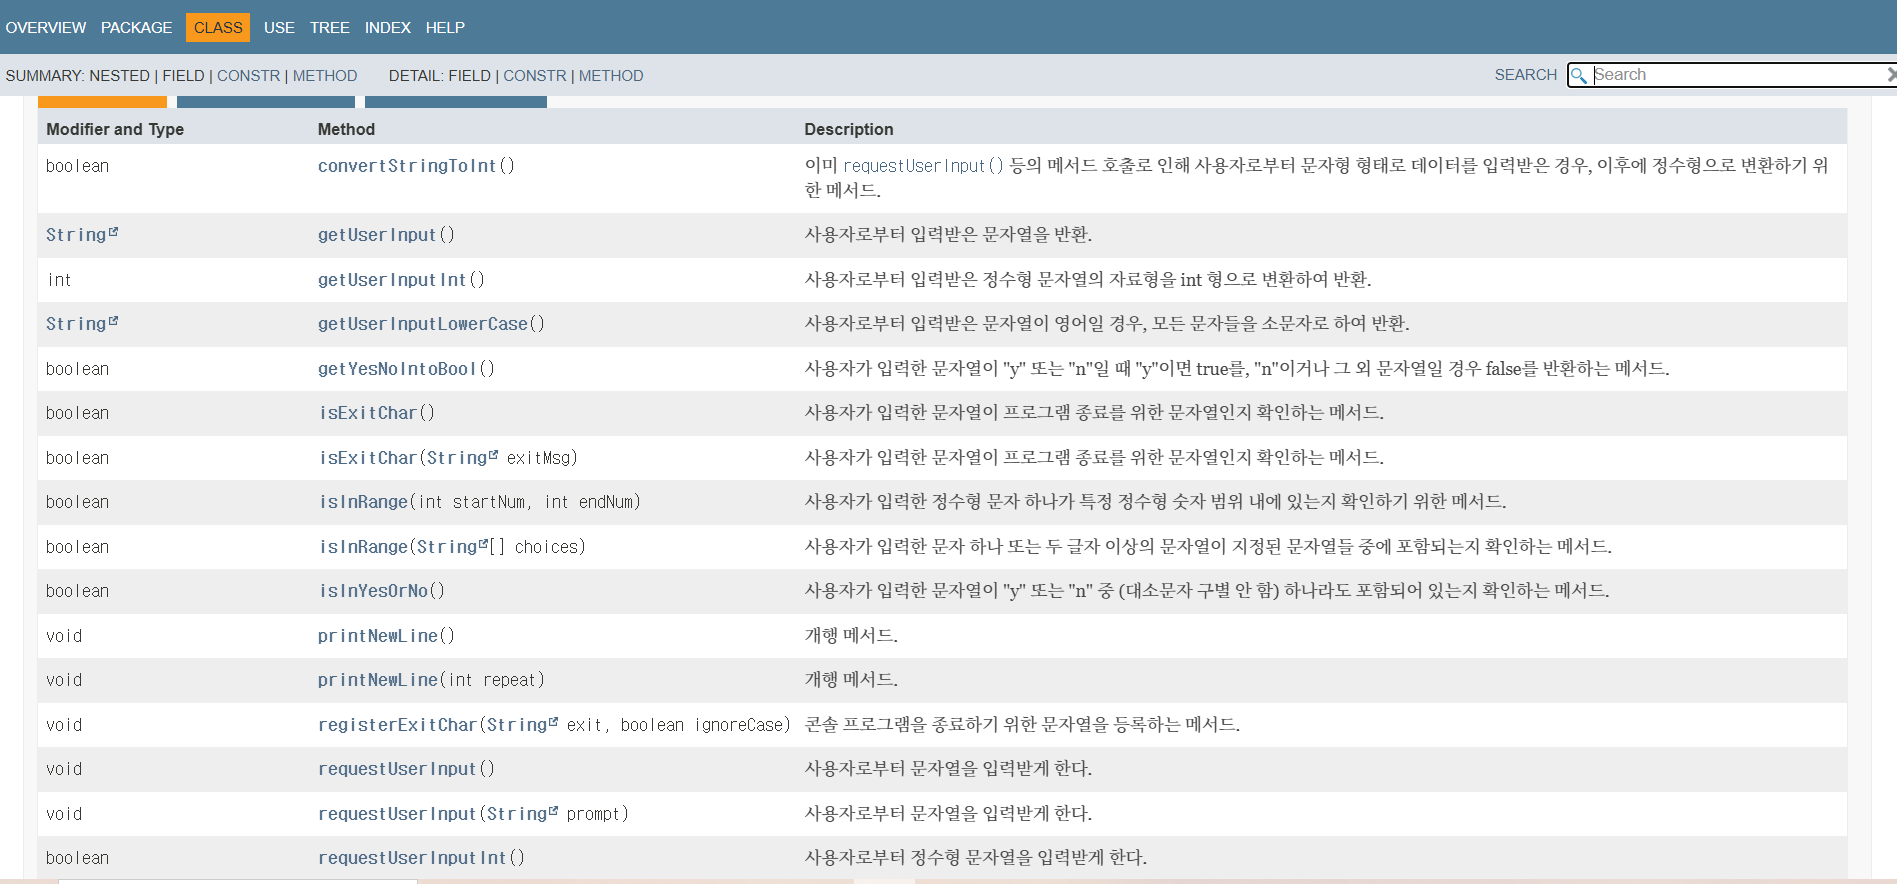 OVERVIEW PACKAGE CLASS USE TREE INDEX HELP
SUMMARY: NESTED | FIELD | CONSTR | METHOD DETAIL: FIELD | CONSTR | METHOD SEARCH Search
Modifier and Type Method Description
boolean convertStringToInt() 이미 requestUserInput() 등의 메서드 호출로 인해 사용자로부터 문자형 형태로 데이터를 입력받은 경우, 이후에 정수형으로 변환하기 위
한 메서드.
String getUserInput() 사용자로부터 입력받은 문자열을 반환.
int getUserInputInt() 사용자로부터 입력받은 정수형 문자열의 자료형을 int 형으로 변환하여 반환.
String getUserInputLowerCase() 사용자로부터 입력받은 문자열이 영어일 경우, 모든 문자들을 소문자로 하여 반환.
boolean getYesNoIntoBool() 사용자가 입력한 문자열이 "y" 또는 "n"일 때 "y"이면 true를, "n"이거나 그 외 문자열일 경우 false를 반환하는 메서드.
boolean isExitChar() 사용자가 입력한 문자열이 프로그램 종료를 위한 문자열인지 확인하는 메서드.
boolean isExitChar(String exitMsg) 사용자가 입력한 문자열이 프로그램 종료를 위한 문자열인지 확인하는 메서드.
boolean isInRange(int startNum, int endNum) 사용자가 입력한 정수형 문자 하나가 특정 정수형 숫자 범위 내에 있는지 확인하기 위한 메서드.
boolean isInRange(String[] choices) 사용자가 입력한 문자 하나 또는 두 글자 이상의 문자열이 지정된 문자열들 중에 포함되는지 확인하는 메서드.
boolean isInYesOrNo() 사용자가 입력한 문자열이 "y" 또는 "n" 중 (대소문자 구별 안 함) 하나라도 포함되어 있는지 확인하는 메서드.
void printNewLine() 개행 메서드.
void printNewLine(int repeat) 개행 메서드.
void registerExitChar(String exit, boolean ignoreCase) 콘솔 프로그램을 종료하기 위한 문자열을 등록하는 메서드.
void requestUserInput() 사용자로부터 문자열을 입력받게 한다.
void requestUserInput(String prompt) 사용자로부터 문자열을 입력받게 한다.
boolean requestUserInputInt() 사용자로부터 정수형 문자열을 입력받게 한다.